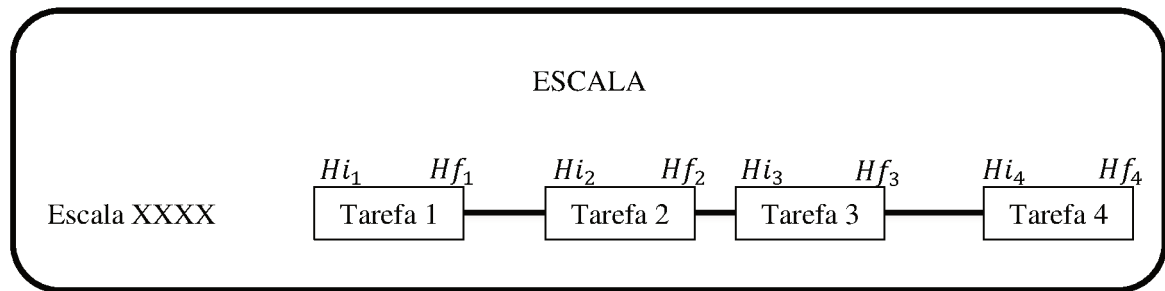 ESCALA
Hi₁ Hf₁ Hi₂ Hf₂ Hi₃ Hf₃ Hi₄ Hf₄
Escala XXXX Tarefa 1 Tarefa 2 Tarefa 3 Tarefa 4